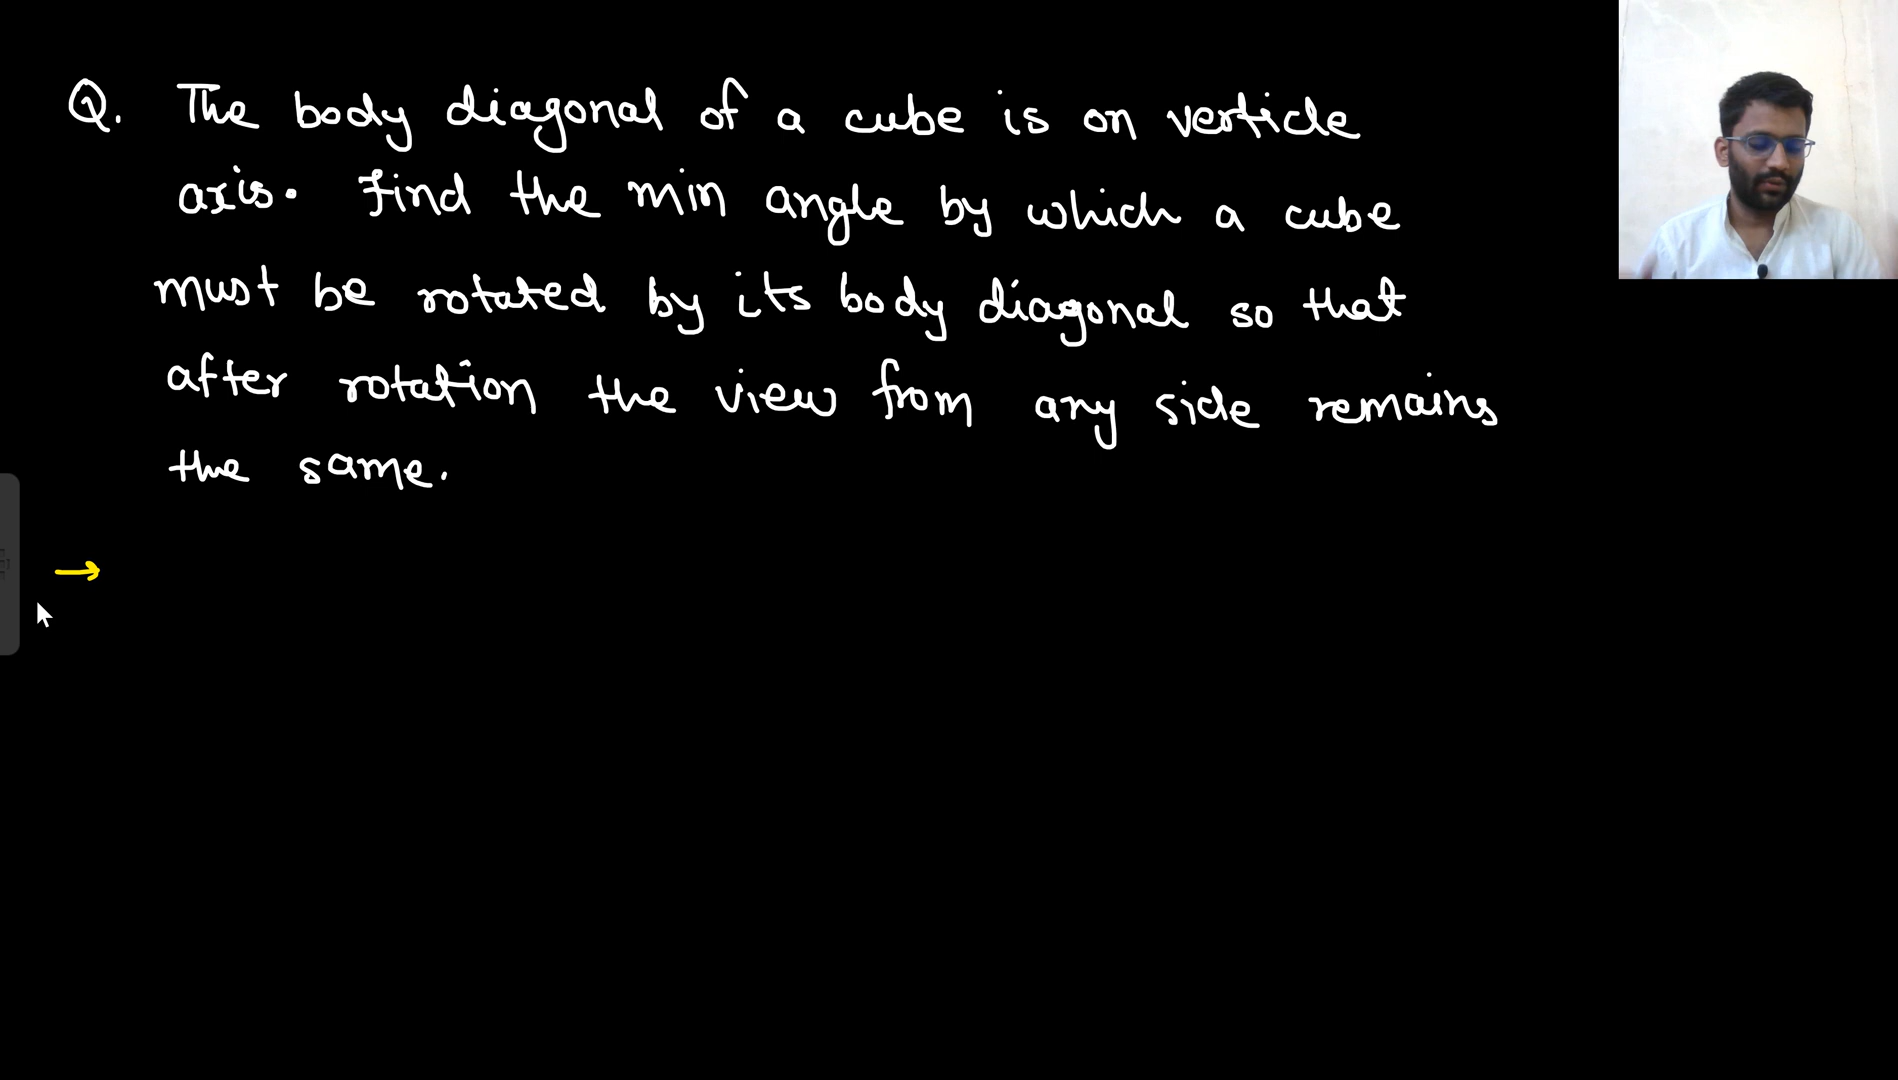 Q. The body diagonal of a cube is on verticle
axis. Find the min angle by which a cube
must be rotated by its body diagonal so that
after rotation the view from any side remains
the same.
→